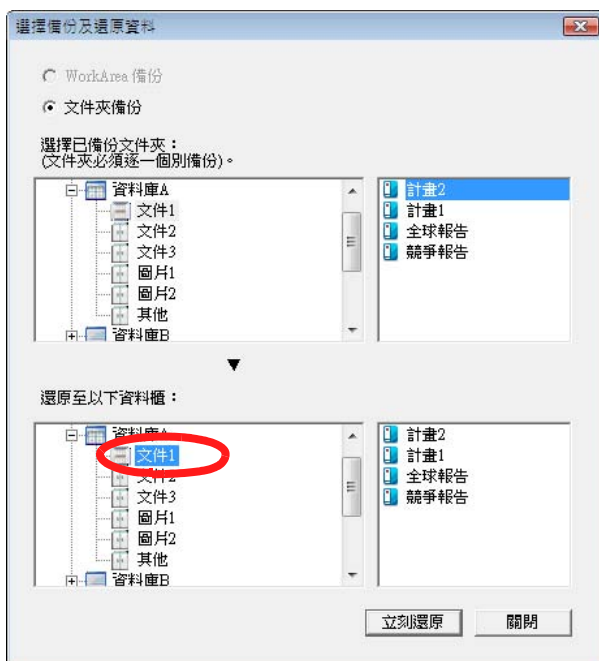 選擇備份及還原資料
WorkArea 備份
文件夾備份
選擇已備份文件夾：
(文件夾必須逐一個別備份)。
資料庫A
文件1
文件2
文件3
圖片1
圖片2
其他
資料庫B
計畫2
計畫1
全球報告
競爭報告
還原至以下資料櫃：
資料庫A
文件1
文件2
文件3
圖片1
圖片2
其他
資料庫B
計畫2
計畫1
全球報告
競爭報告
立刻還原
關閉